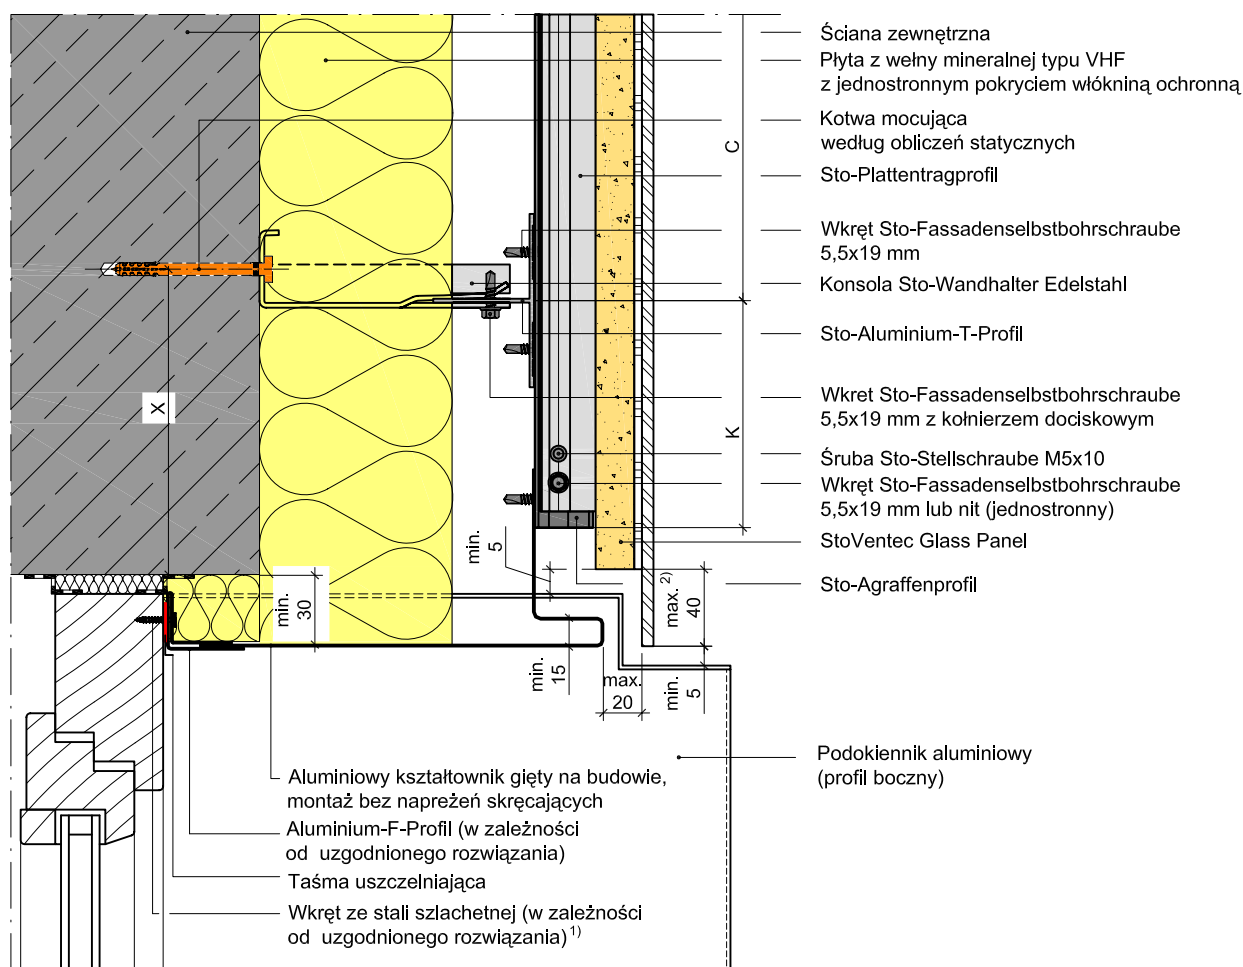 Ściana zewnętrzna
Płyta z wełny mineralnej typu VHF
z jednostronnym pokryciem włókniną ochronną
Kotwa mocująca
według obliczeń statycznych
Sto-Plattentragprofil
Wkręt Sto-Fassadenselbstbohrschraube
5,5x19 mm
Konsola Sto-Wandhalter Edelstahl
Sto-Aluminium-T-Profil
Wkret Sto-Fassadenselbstbohrschraube
5,5x19 mm z kołnierzem dociskowym
Śruba Sto-Stellschraube M5x10
Wkręt Sto-Fassadenselbstbohrschraube
5,5x19 mm lub nit (jednostronny)
StoVentec Glass Panel
Sto-Agraffenprofil
C
K
X
min.
5
min.
30
max. 2)
40
min.
15
max.
20
min.
5
Podokiennik aluminiowy
(profil boczny)
Aluminiowy kształtownik gięty na budowie,
montaż bez naprężeń skręcających
Aluminium-F-Profil (w zależności
od uzgodnionego rozwiązania)
Taśma uszczelniająca
Wkręt ze stali szlachetnej (w zależności
od uzgodnionego rozwiązania) 1)